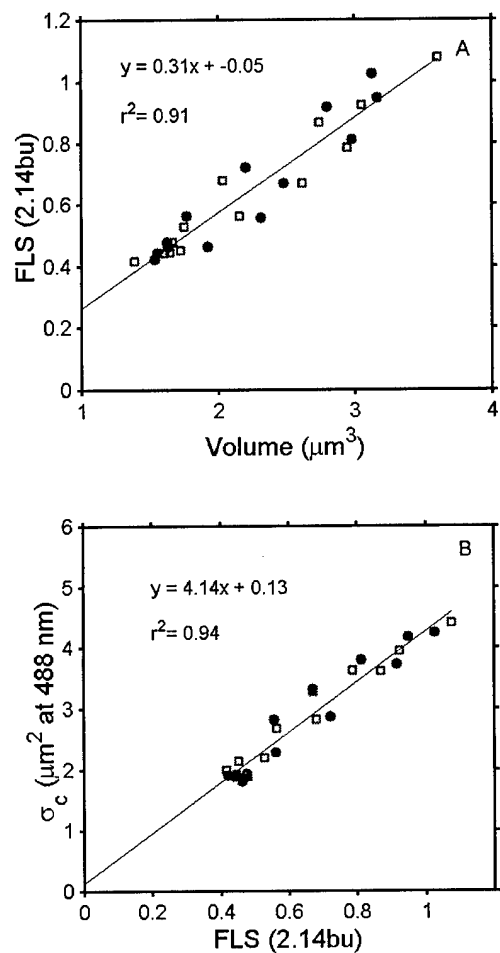 1.2
A
y = 0.31x + -0.05
1
r²= 0.91
0.8
FLS (2.14bu)
0.6
0.4
0.2
0
1 2 3 4
Volume (μm³)
6
B
y = 4.14x + 0.13
5
r²= 0.94
4
σc (μm² at 488 nm)
3
2
1
0
0 0.2 0.4 0.6 0.8 1
FLS (2.14bu)